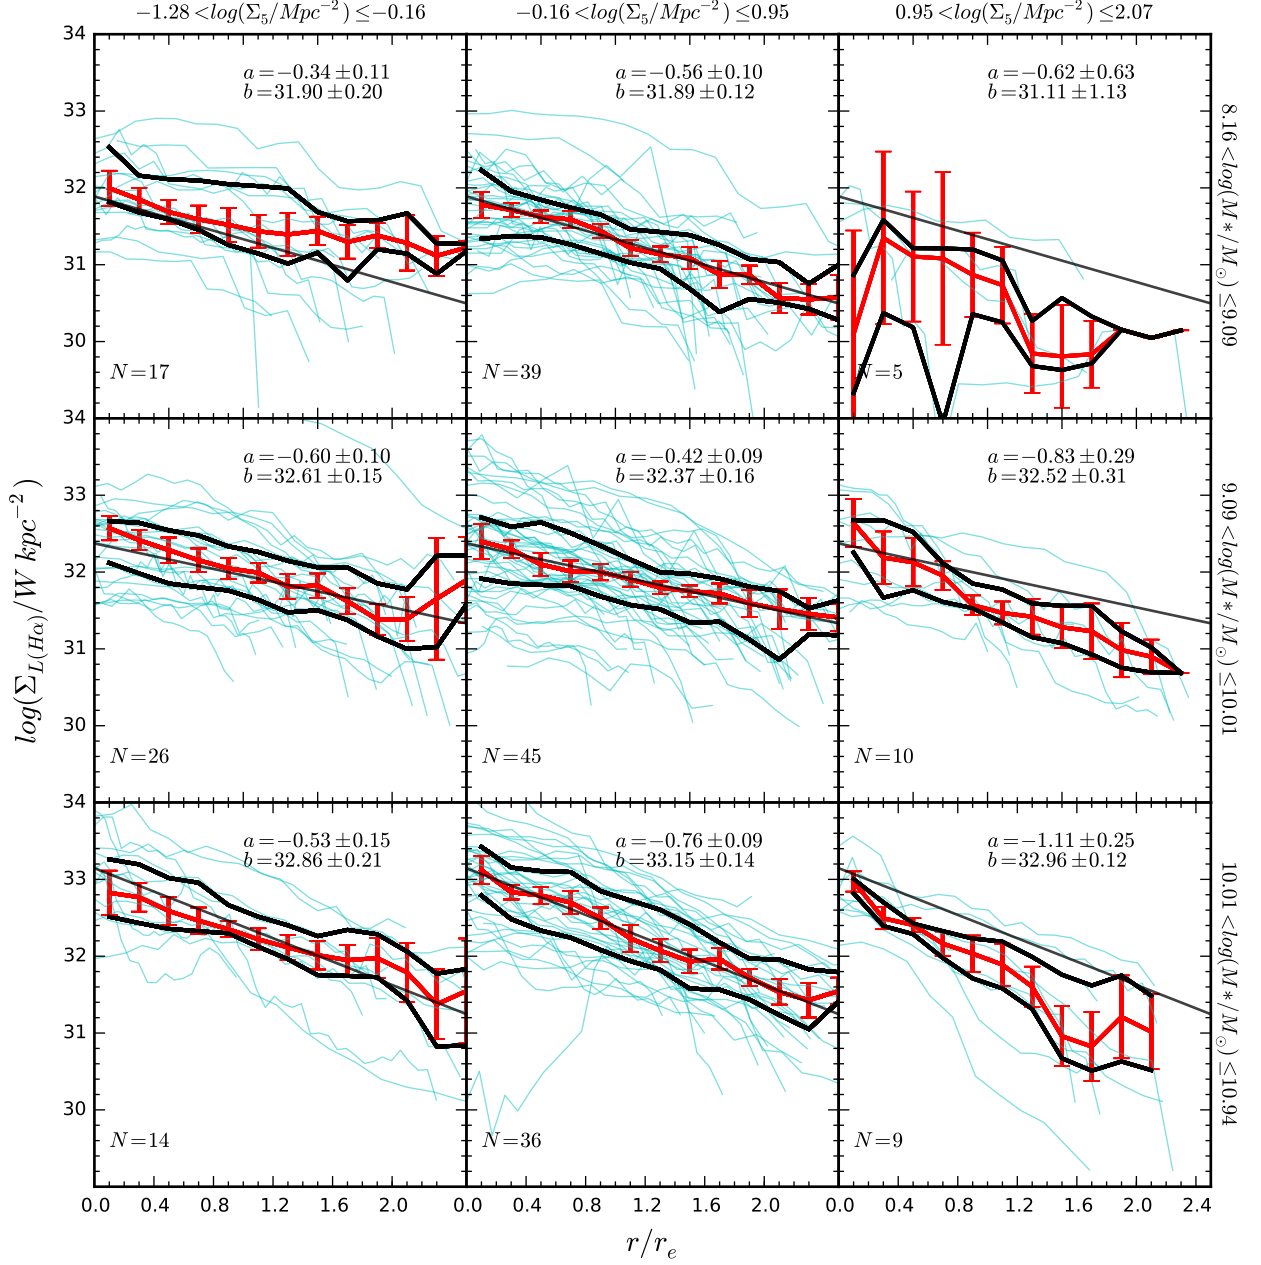 −1.28 <log(Σ₅/Mpc⁻²) ≤−0.16
−0.16 <log(Σ₅/Mpc⁻²) ≤0.95
0.95 <log(Σ₅/Mpc⁻²) ≤2.07
34
33
32
31
30
a=−0.34±0.11
b=31.90±0.20
N=17
a=−0.56±0.10
b=31.89±0.12
N=39
a=−0.62±0.63
b=31.11±1.13
N=5
8.16 <log(M∗/M☉) ≤9.09
34
33
32
31
30
a=−0.60±0.10
b=32.61±0.15
N=26
a=−0.42±0.09
b=32.37±0.16
N=45
a=−0.83±0.29
b=32.52±0.31
N=10
9.09 <log(M∗/M☉) ≤10.01
log(Σ_L(Hα)/W kpc⁻²)
34
33
32
31
30
a=−0.53±0.15
b=32.86±0.21
N=14
a=−0.76±0.09
b=33.15±0.14
N=36
a=−1.11±0.25
b=32.96±0.12
N=9
10.01 <log(M∗/M☉) ≤10.94
0.0 0.4 0.8 1.2 1.6 2.0 0.0 0.4 0.8 1.2 1.6 2.0 0.0 0.4 0.8 1.2 1.6 2.0 2.4
r/rₑ